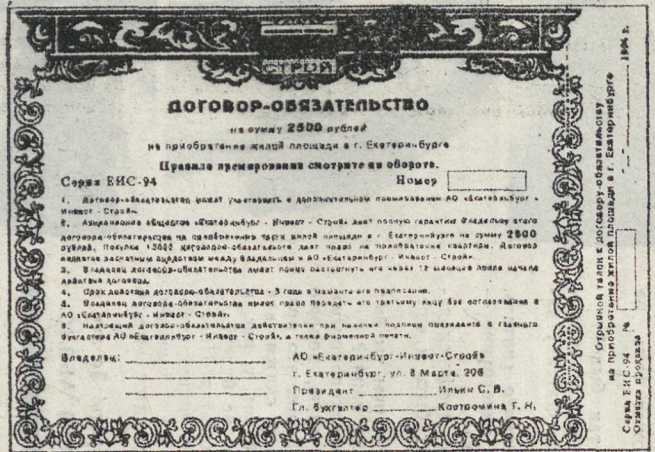 СТРОЙ
ДОГОВОР-ОБЯЗАТЕЛЬСТВО
на сумму 2500 рублей
на приобретение жилой площади в г. Екатеринбурге
Правила премирования смотрите на обороте.
Серия ЕИС-94 Номер
1. Договор-обязательство может участвовать в дополнительном премировании АО «Екатеринбург -
Инвест - Строй».
2. Акционерное общество «Екатеринбург - Инвест - Строй» дает полную гарантию владельцу этого
договора-обязательства на приобретение части жилой площади в г. Екатеринбурге на сумму 2500
рублей. Покупка договоров-обязательств дает право на приобретение квартиры. Договор
является средством между владельцем и АО «Екатеринбург - Инвест - Строй».
3. Владелец договора-обязательства имеет право расторгнуть его через 12 месяцев после начала
действия договора.
4. Срок действия договора-обязательства - 3 года с момента его подписания.
5. Владелец договора-обязательства имеет право передать его третьему лицу без согласования с
АО «Екатеринбург - Инвест - Строй».
6. Настоящий договор-обязательство действителен при наличии подписи президента и главного
бухгалтера АО «Екатеринбург - Инвест - Строй», а также фирменной печати.
Владелец:
АО «Екатеринбург-Инвест-Строй»
г. Екатеринбург, ул. 8 Марта, 206
Президент Ильин С. В.
Гл. бухгалтер Костромина Г. Н.
Отрывной талон к договору-обязательству
на приобретение жилой площади в г. Екатеринбурге
Серия ЕИС-94 № 1994 г.
Отметка продавца